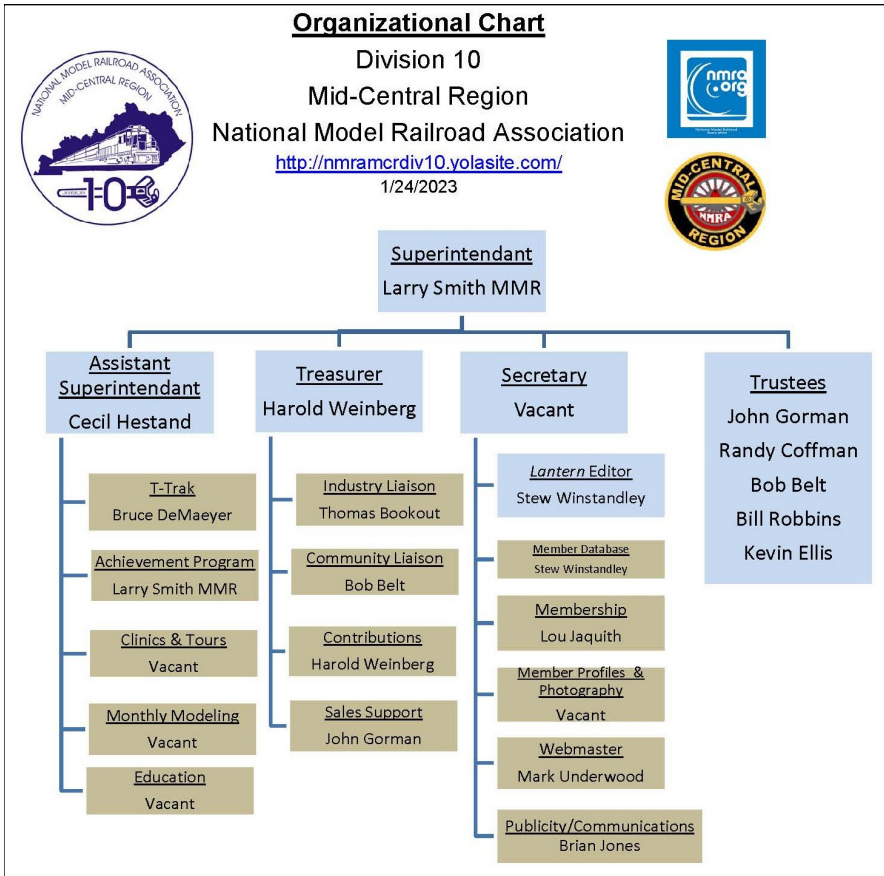 Organizational Chart
Division 10
Mid-Central Region
National Model Railroad Association
http://nmramcrdiv10.yolasite.com/
1/24/2023
NATIONAL MODEL RAILROAD ASSOCIATION
MID-CENTRAL REGION
DIVISION
10
nmra
.org
National Model Railroad
MID-CENTRAL
NMRA
REGION
Superintendant
Larry Smith MMR
Assistant
Superintendant
Cecil Hestand
T-Trak
Bruce DeMaeyer
Achievement Program
Larry Smith MMR
Clinics & Tours
Vacant
Monthly Modeling
Vacant
Education
Vacant
Treasurer
Harold Weinberg
Industry Liaison
Thomas Bookout
Community Liaison
Bob Belt
Contributions
Harold Weinberg
Sales Support
John Gorman
Secretary
Vacant
Lantern Editor
Stew Winstandley
Member Database
Stew Winstandley
Membership
Lou Jaquith
Member Profiles &
Photography
Vacant
Webmaster
Mark Underwood
Publicity/Communications
Brian Jones
Trustees
John Gorman
Randy Coffman
Bob Belt
Bill Robbins
Kevin Ellis